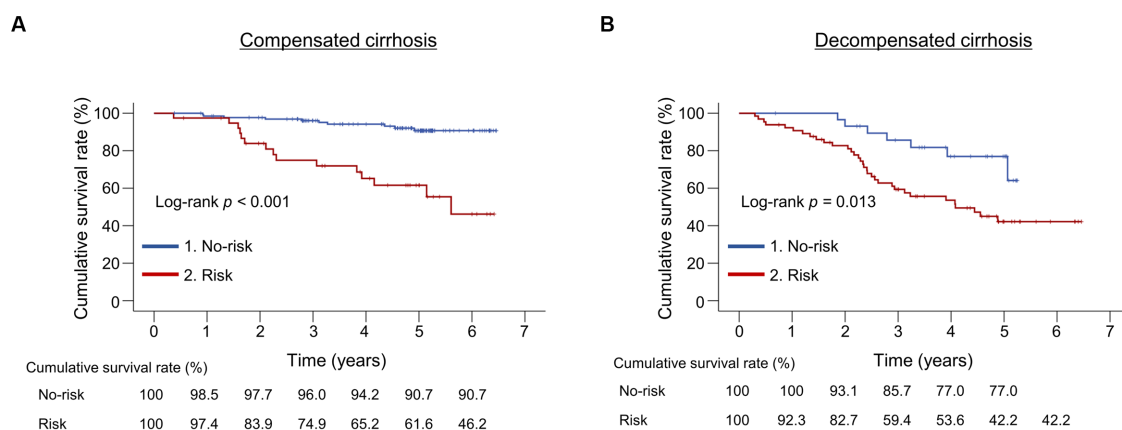 A
Compensated cirrhosis
Cumulative survival rate (%)
100
80
60
40
20
0
Log-rank p < 0.001
1. No-risk
2. Risk
0 1 2 3 4 5 6 7
Time (years)
Cumulative survival rate (%)
No-risk 100 98.5 97.7 96.0 94.2 90.7 90.7
Risk 100 97.4 83.9 74.9 65.2 61.6 46.2
B
Decompensated cirrhosis
Cumulative survival rate (%)
100
80
60
40
20
0
Log-rank p = 0.013
1. No-risk
2. Risk
0 1 2 3 4 5 6 7
Time (years)
Cumulative survival rate (%)
No-risk 100 100 93.1 85.7 77.0 77.0
Risk 100 92.3 82.7 59.4 53.6 42.2 42.2